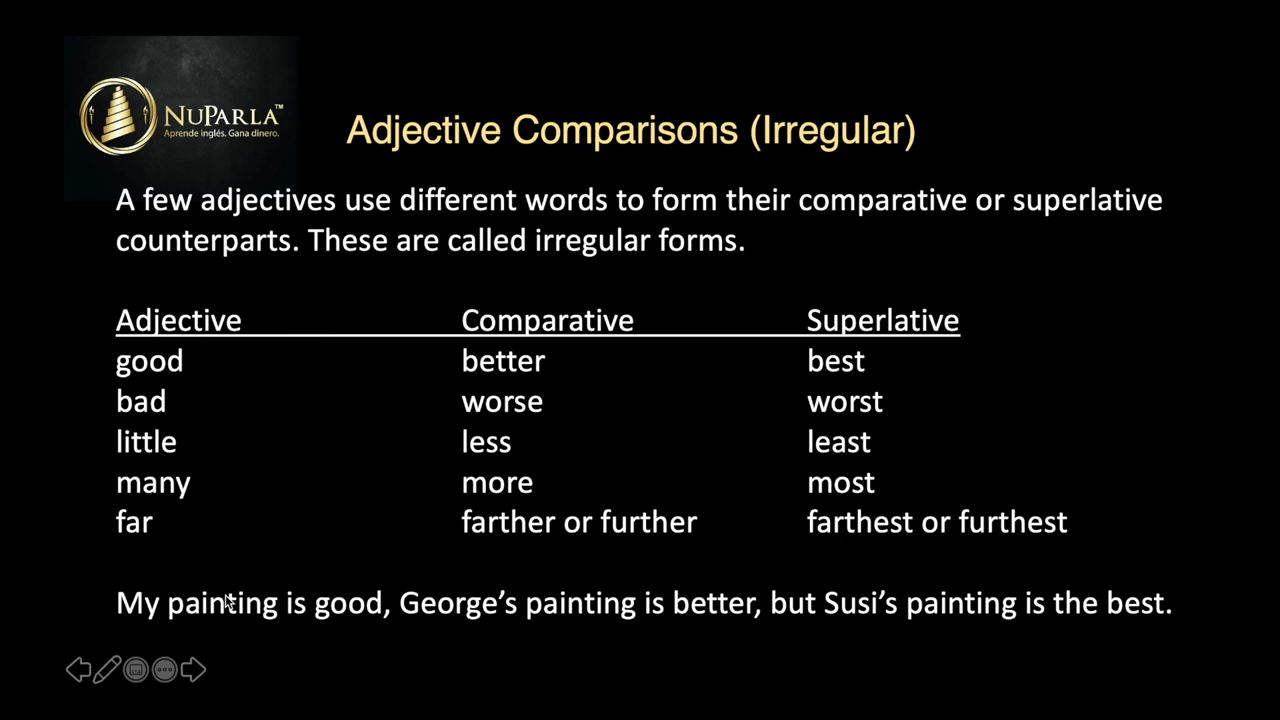 NUPARLA™
Aprende inglés. Gana dinero.
Adjective Comparisons (Irregular)
A few adjectives use different words to form their comparative or superlative
counterparts. These are called irregular forms.
Adjective Comparative Superlative
good better best
bad worse worst
little less least
many more most
far farther or further farthest or furthest
My painting is good, George’s painting is better, but Susi’s painting is the best.